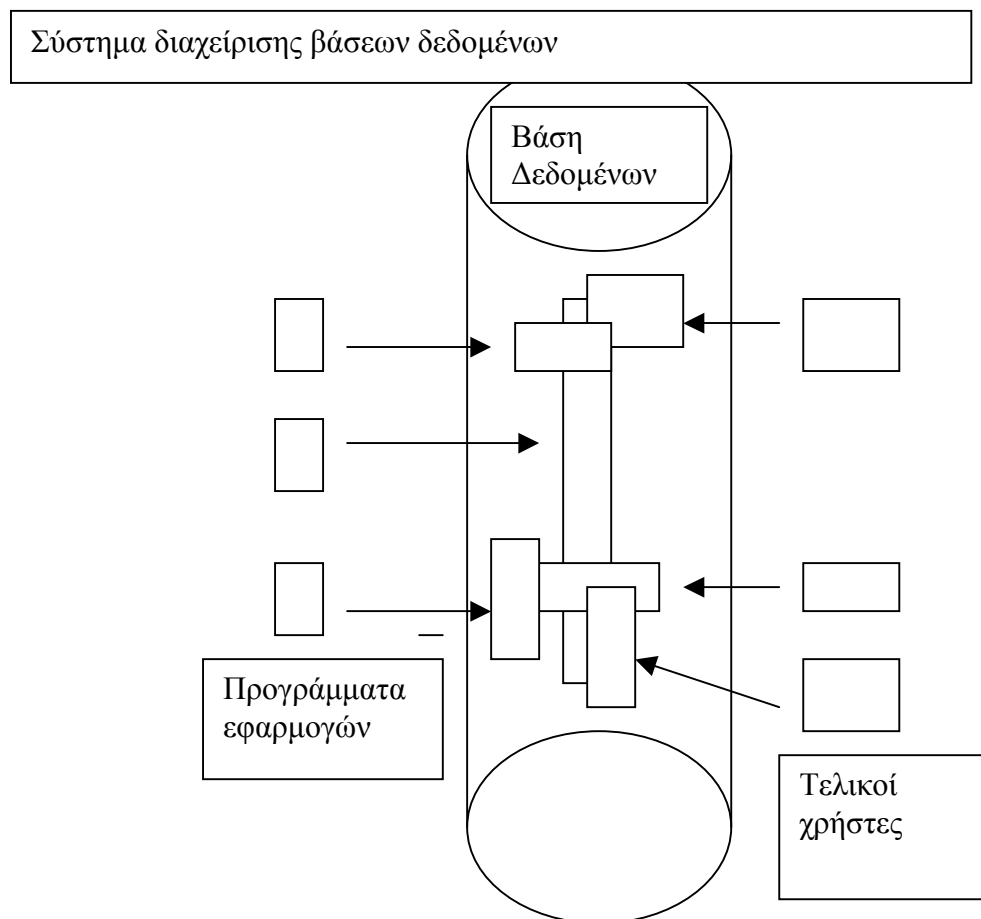 Σύστημα διαχείρισης βάσεων δεδομένων
Βάση
Δεδομένων
Προγράμματα
εφαρμογών
Τελικοί
χρήστες